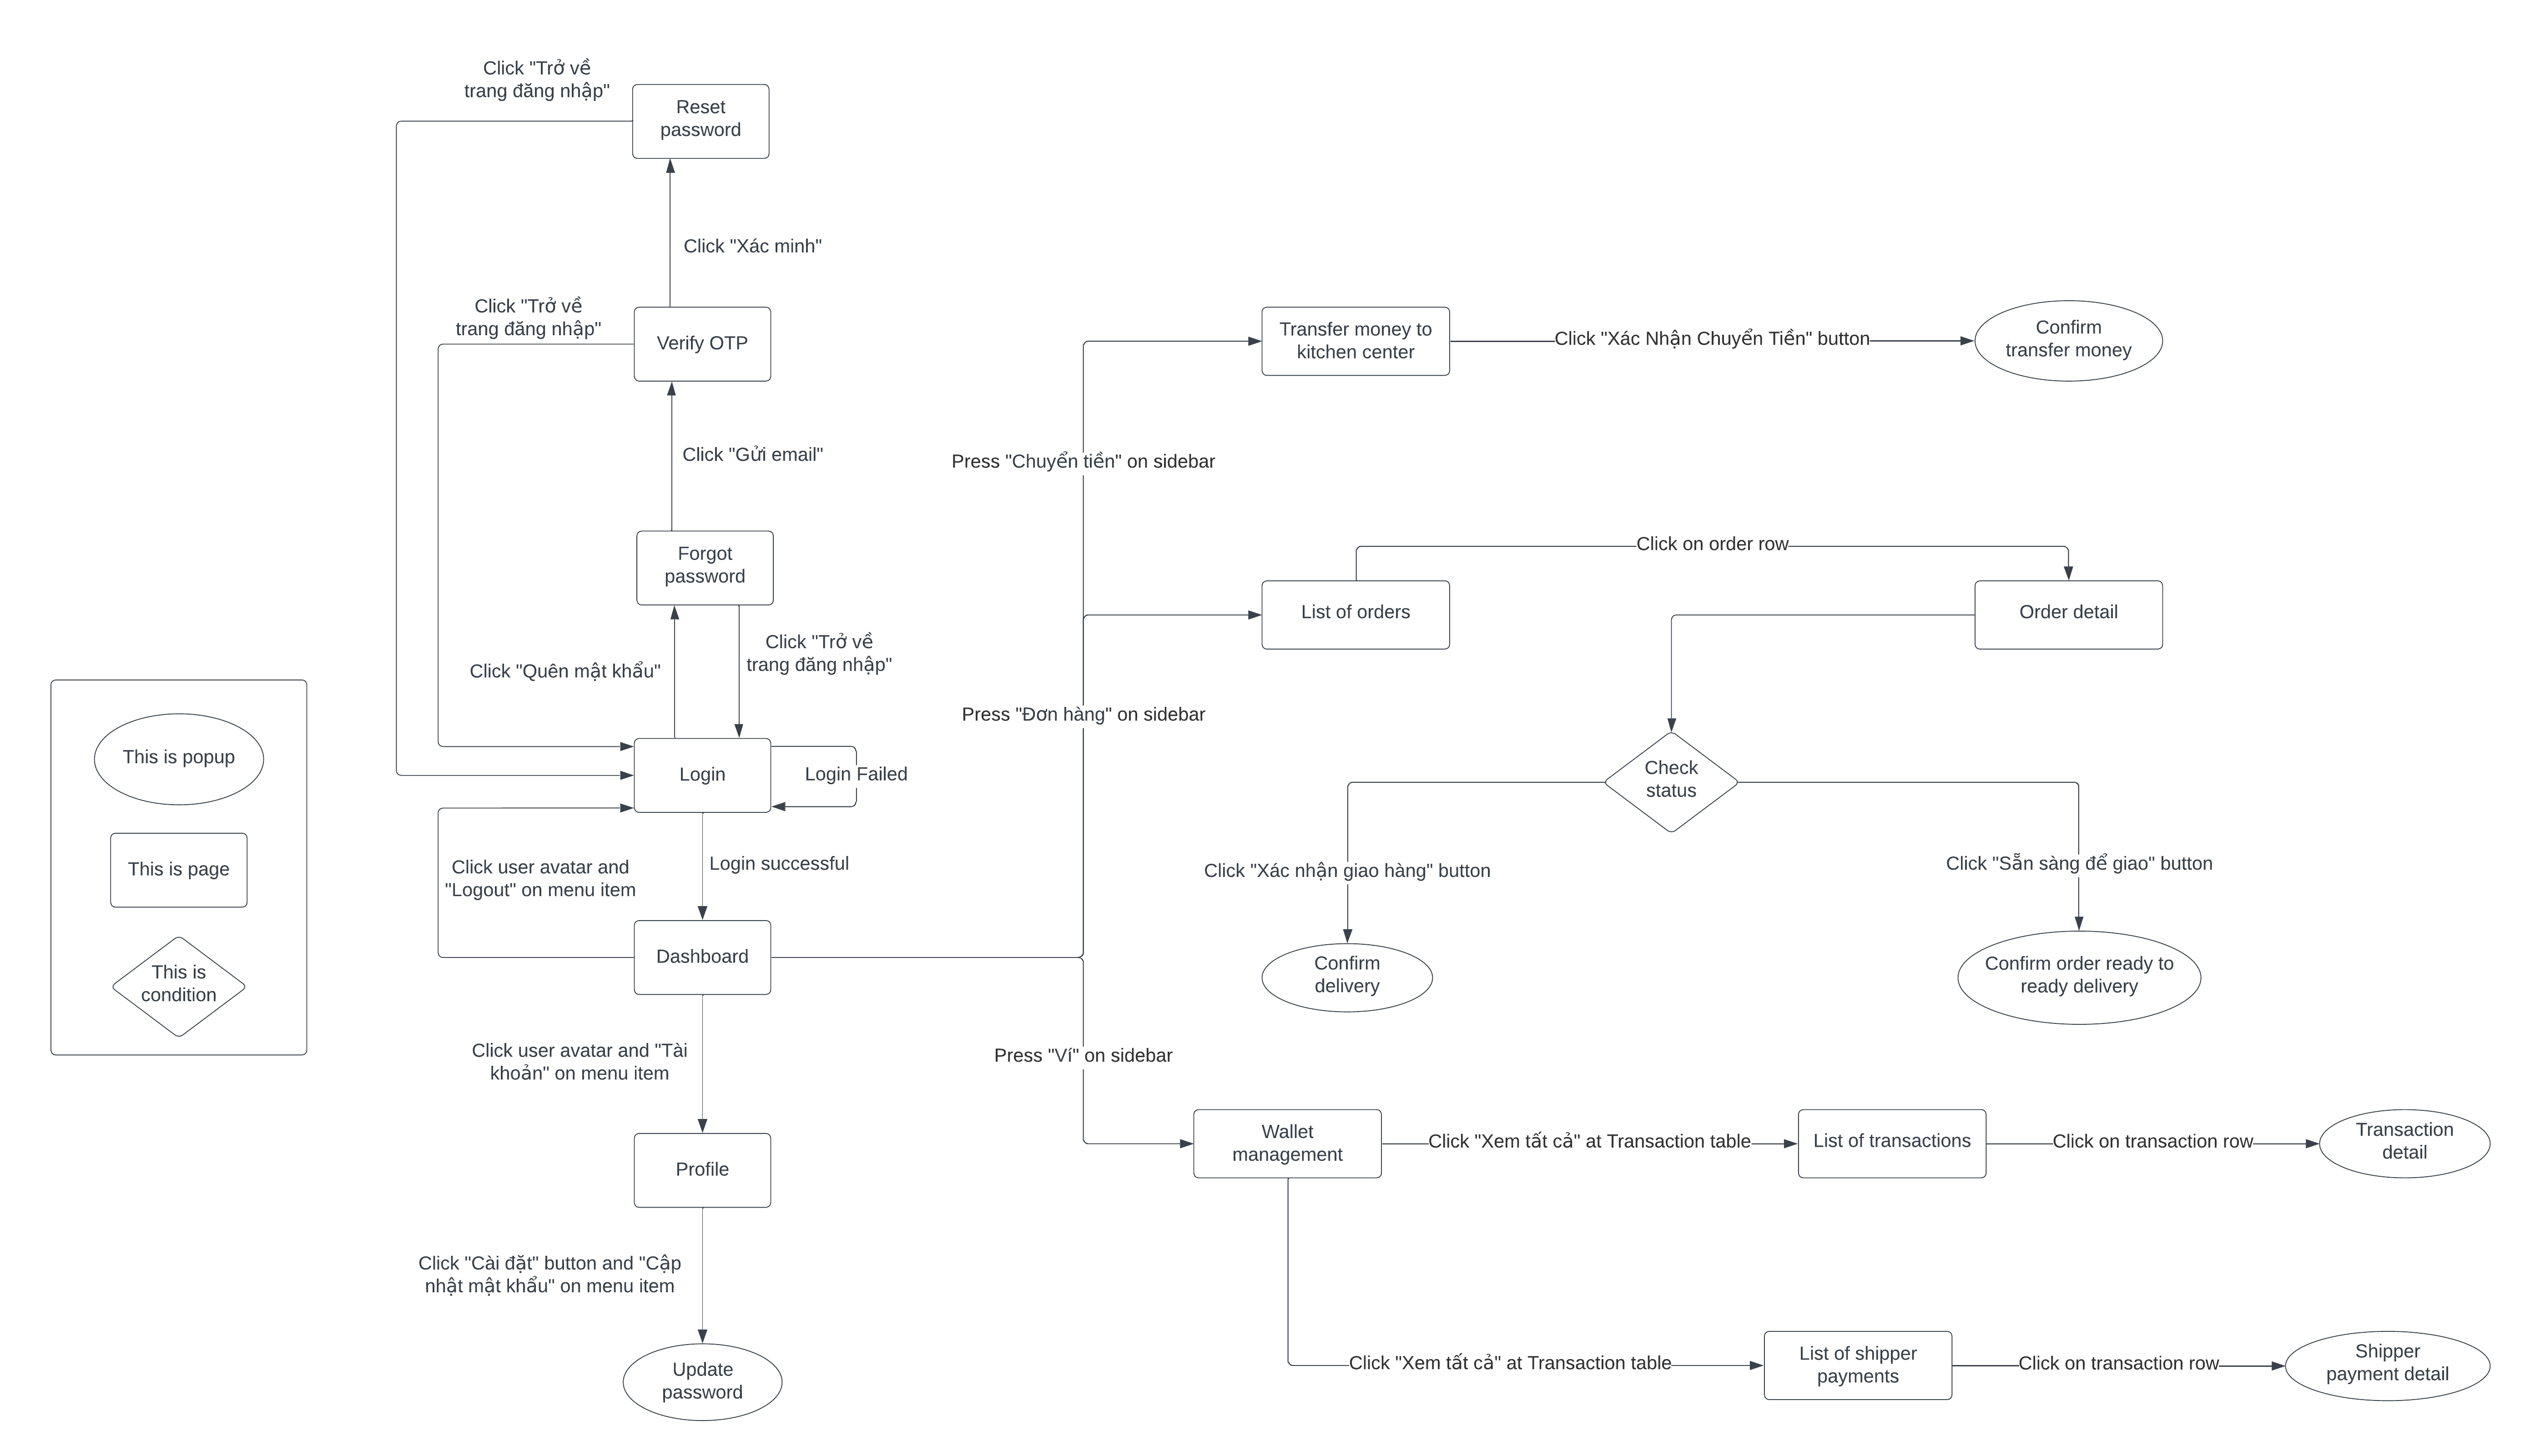 Click "Trở về
trang đăng nhập"
Reset
password
Click "Xác minh"
Click "Trở về
trang đăng nhập"
Verify OTP
Click "Gửi email"
Forgot
password
Click "Quên mật khẩu"
Click "Trở về
trang đăng nhập"
Login
Login Failed
Click user avatar and
"Logout" on menu item
Login successful
Dashboard
Click user avatar and "Tài
khoản" on menu item
Profile
Click "Cài đặt" button and "Cập
nhật mật khẩu" on menu item
Update
password
This is popup
This is page
This is
condition
Press "Chuyển tiền" on sidebar
Transfer money to
kitchen center
Click "Xác Nhận Chuyển Tiền" button
Confirm
transfer money
Press "Đơn hàng" on sidebar
List of orders
Click on order row
Order detail
Check
status
Click "Xác nhận giao hàng" button
Confirm
delivery
Click "Sẵn sàng để giao" button
Confirm order ready to
ready delivery
Press "Ví" on sidebar
Wallet
management
Click "Xem tất cả" at Transaction table
List of transactions
Click on transaction row
Transaction
detail
Click "Xem tất cả" at Transaction table
List of shipper
payments
Click on transaction row
Shipper
payment detail